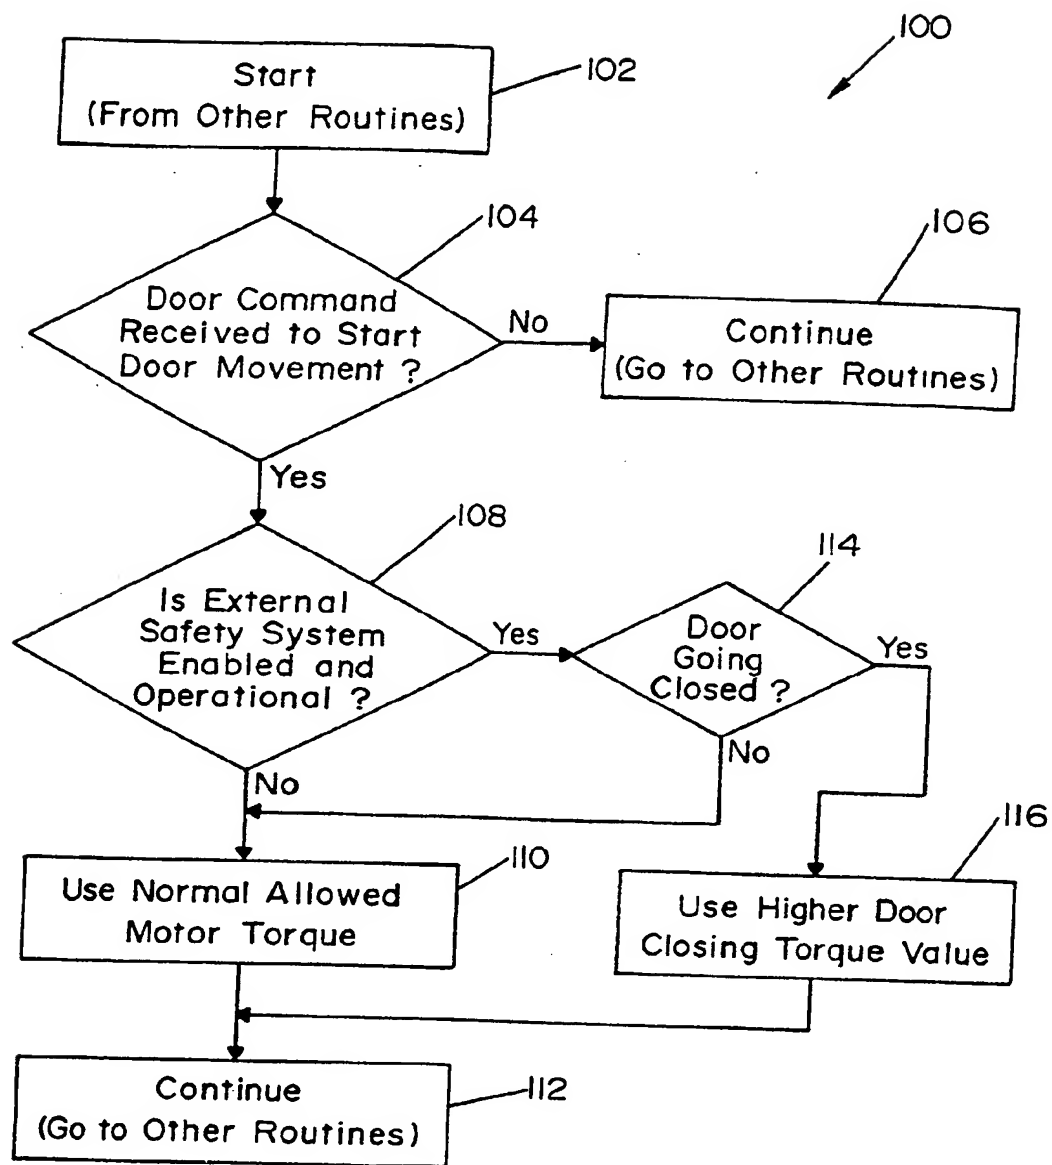 100
Start
(From Other Routines)
102
104
Door Command
Received to Start
Door Movement ?
No
106
Continue
(Go to Other Routines)
Yes
108
Is External
Safety System
Enabled and
Operational ?
Yes
114
Door
Going
Closed ?
Yes
No
No
110
Use Normal Allowed
Motor Torque
116
Use Higher Door
Closing Torque Value
Continue
(Go to Other Routines)
112